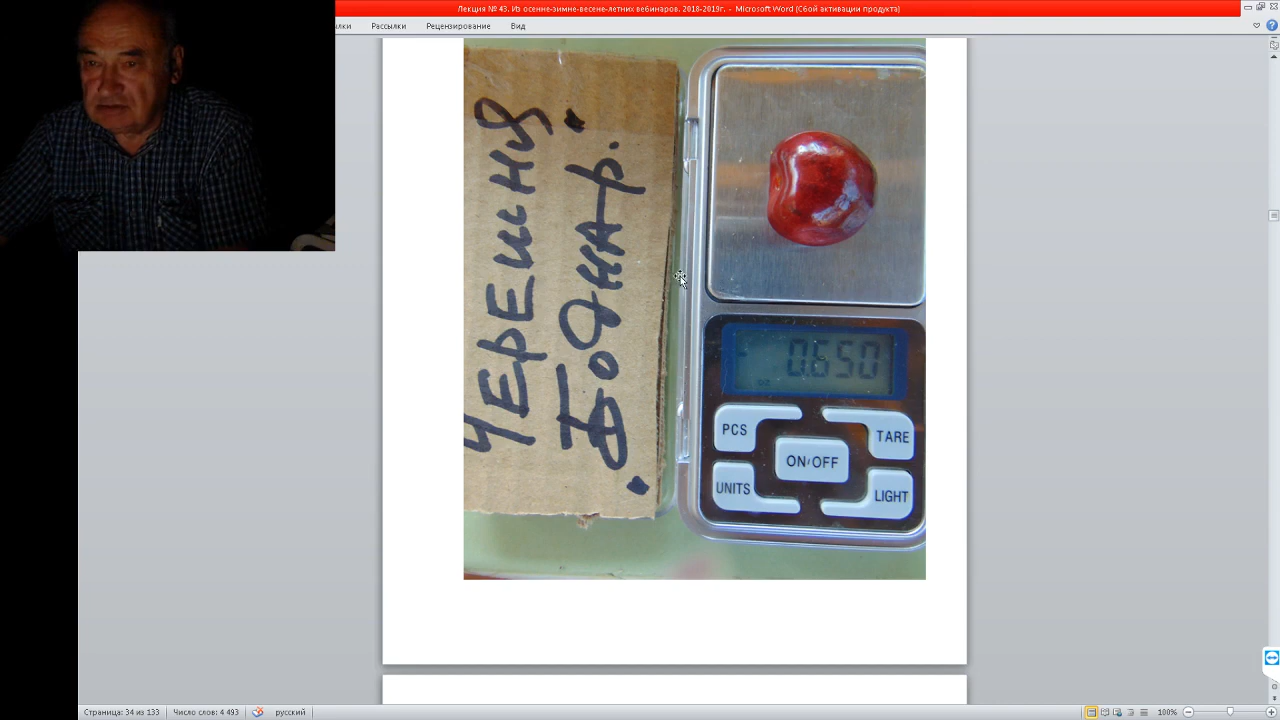 Лекция № 43. Из осенне-зимне-весене-летних вебинаров. 2018-2019г. - Microsoft Word (Сбой активации продукта)
Рассылки
Рецензирование
Вид
ЧЕРЕШНЯ
"ВОДНАР."
0.650
PCS
TARE
ON/OFF
UNITS
LIGHT
Страница: 34 из 133
Число слов: 4 493
русский
100%